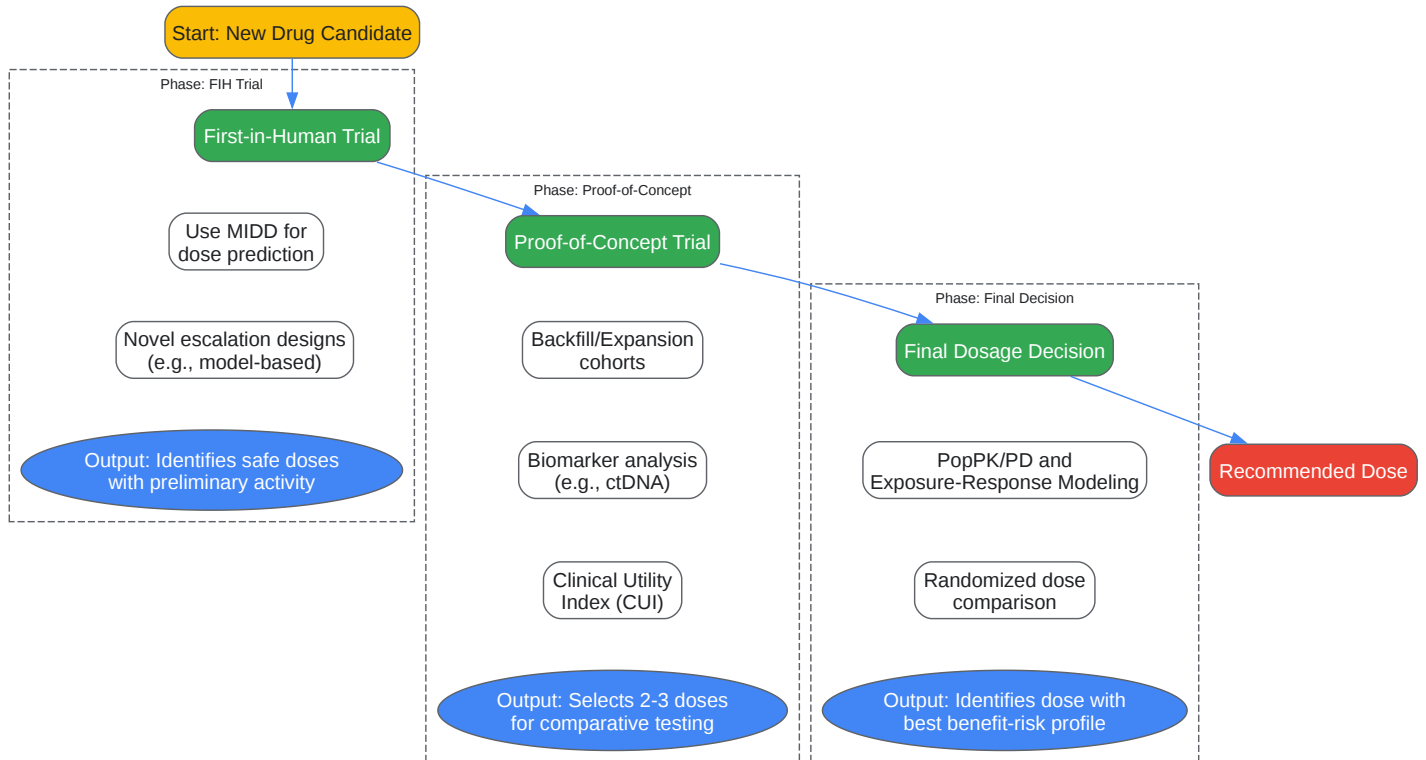 Start: New Drug Candidate
Phase: FIH Trial
First-in-Human Trial
Use MIDD for
dose prediction
Novel escalation designs
(e.g., model-based)
Output: Identifies safe doses
with preliminary activity
Phase: Proof-of-Concept
Proof-of-Concept Trial
Backfill/Expansion
cohorts
Biomarker analysis
(e.g., ctDNA)
Clinical Utility
Index (CUI)
Output: Selects 2-3 doses
for comparative testing
Phase: Final Decision
Final Dosage Decision
PopPK/PD and
Exposure-Response Modeling
Randomized dose
comparison
Output: Identifies dose with
best benefit-risk profile
Recommended Dose